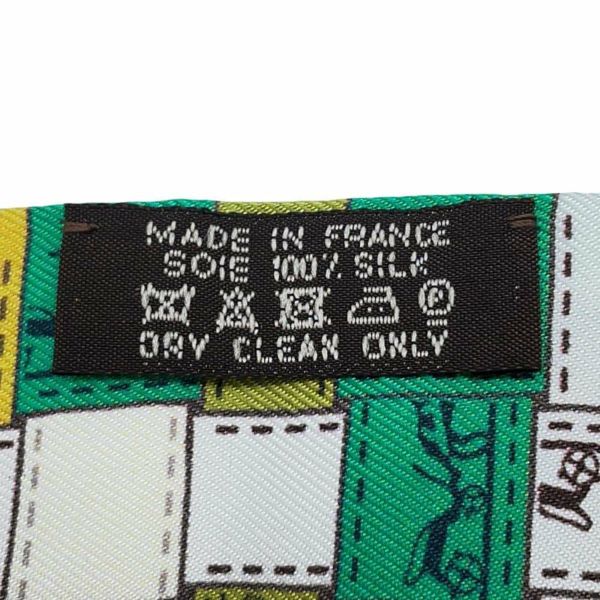 MADE IN FRANCE
SOIE 100% SILK
P
DRY CLEAN ONLY